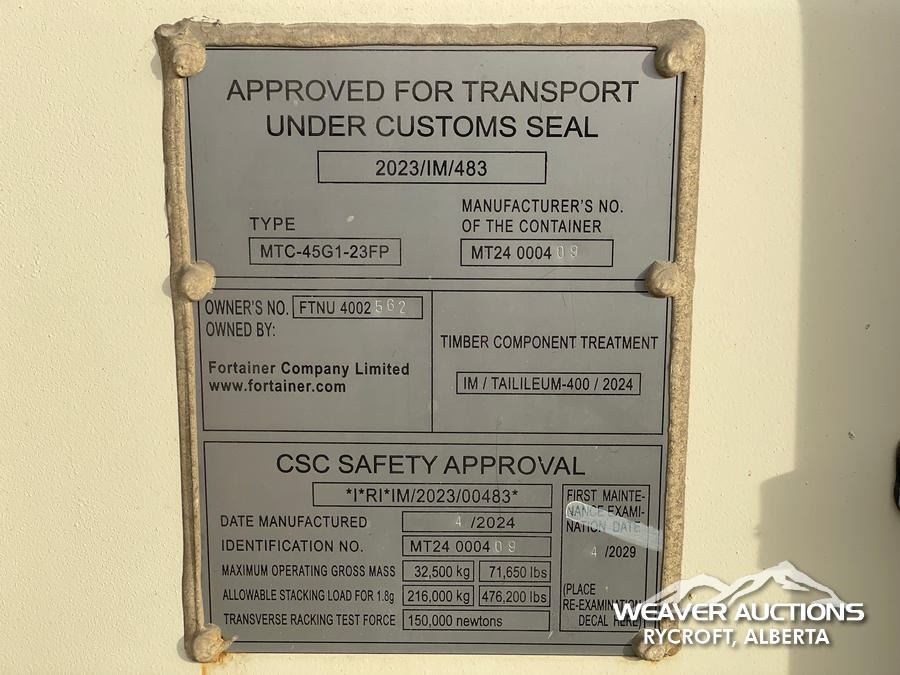 APPROVED FOR TRANSPORT
UNDER CUSTOMS SEAL
2023/IM/483
TYPE
MTC-45G1-23FP
MANUFACTURER'S NO.
OF THE CONTAINER
MT24 000409
OWNER'S NO. FTNU 4002562
OWNED BY:
Fortainer Company Limited
www.fortainer.com
TIMBER COMPONENT TREATMENT
IM / TAILILEUM-400 / 2024
CSC SAFETY APPROVAL
*I*RI*IM/2023/00483*
DATE MANUFACTURED 4 /2024
IDENTIFICATION NO. MT24 000409
MAXIMUM OPERATING GROSS MASS 32,500 kg 71,650 lbs
ALLOWABLE STACKING LOAD FOR 1.8g 216,000 kg 476,200 lbs
TRANSVERSE RACKING TEST FORCE 150,000 newtons
FIRST MAINTE-
NANCE EXAMI-
NATION DATE
4 /2029
(PLACE
RE-EXAMINATION
DECAL HERE)
WEAVER AUCTIONS
RYCROFT, ALBERTA